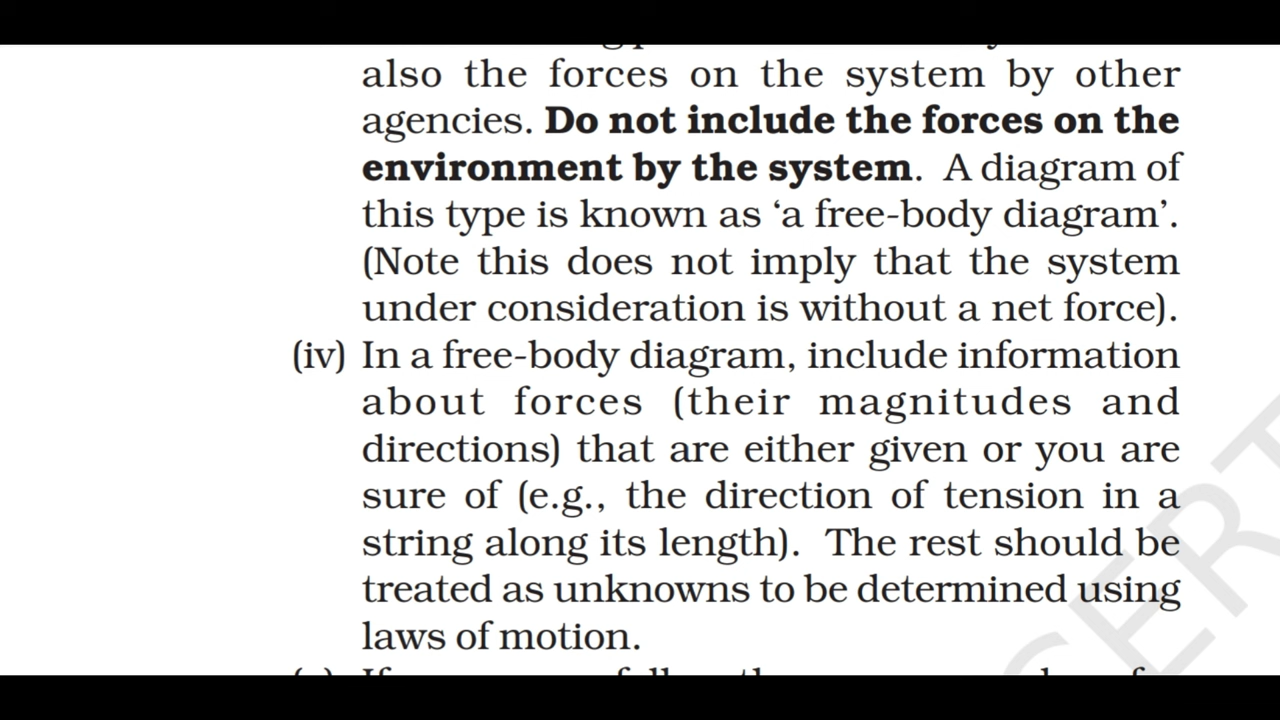 also the forces on the system by other
agencies. Do not include the forces on the
environment by the system. A diagram of
this type is known as ‘a free-body diagram’.
(Note this does not imply that the system
under consideration is without a net force).
(iv) In a free-body diagram, include information
about forces (their magnitudes and
directions) that are either given or you are
sure of (e.g., the direction of tension in a
string along its length). The rest should be
treated as unknowns to be determined using
laws of motion.